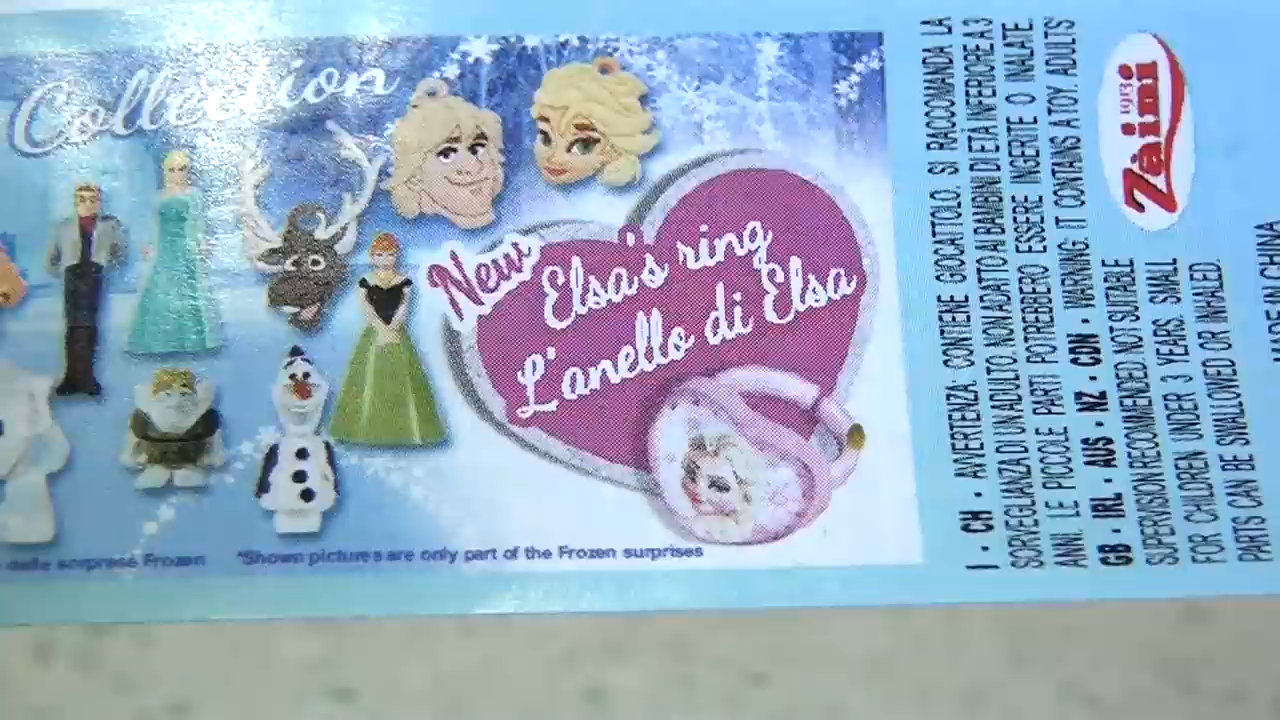 Collection
New
Elsa's ring
L'anello di Elsa
delle sorprese Frozen
*Shown pictures are only part of the Frozen surprises
I • CH • AVVERTENZA: CONTIENE GIOCATTOLO. SI RACCOMANDA LA
SORVEGLIANZA DI UN ADULTO. NON ADATTO AI BAMBINI DI ETÀ INFERIORE A 3
ANNI. LE PICCOLE PARTI POTREBBERO ESSERE INGERITE O INALATE.
GB • IRL • AUS • NZ • CDN • WARNING: IT CONTAINS A TOY. ADULTS'
SUPERVISION RECOMMENDED. NOT SUITABLE
FOR CHILDREN UNDER 3 YEARS. SMALL
PARTS CAN BE SWALLOWED OR INHALED.
1913
Zàini
MADE IN CHINA